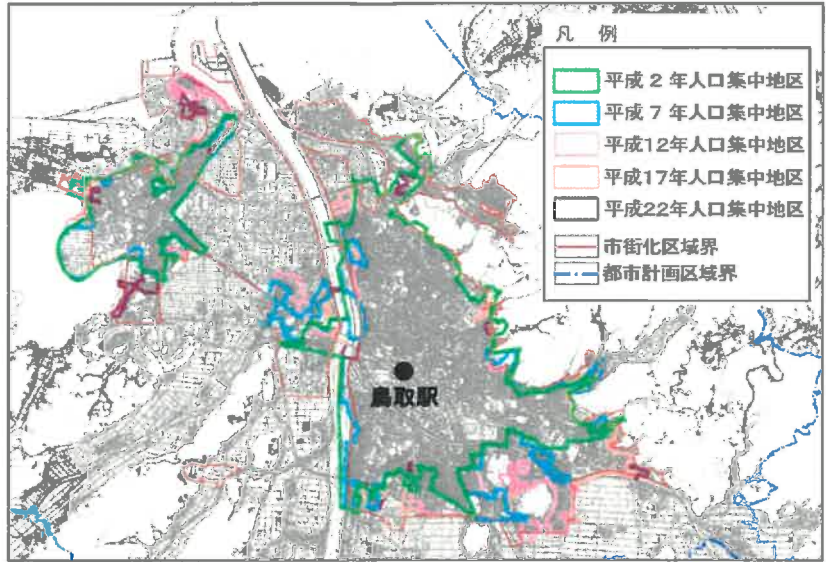 凡 例
平成 2 年人口集中地区
平成 7 年人口集中地区
平成12年人口集中地区
平成17年人口集中地区
平成22年人口集中地区
市街化区域界
都市計画区域界
鳥取駅